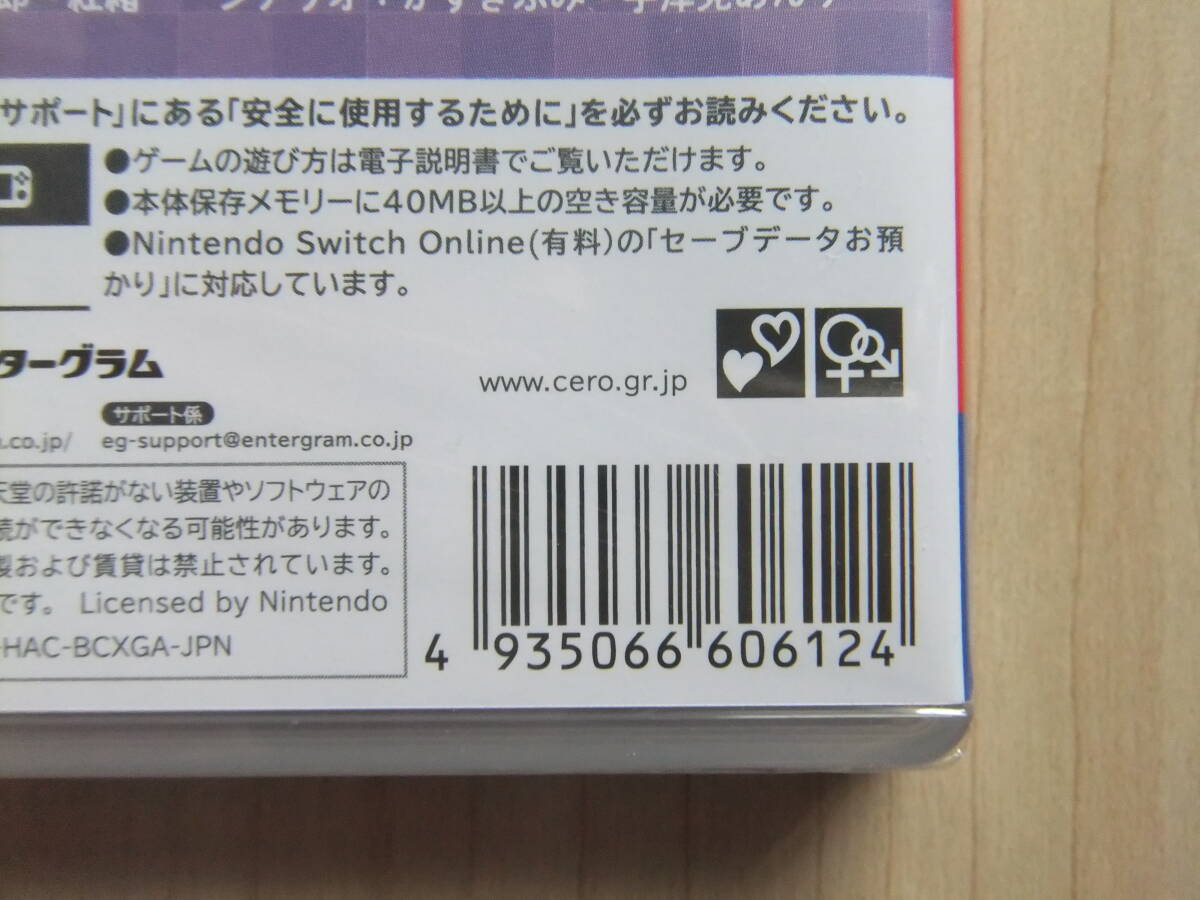 サポート」にある「安全に使用するために」を必ずお読みください。
●ゲームの遊び方は電子説明書でご覧いただけます。
●本体保存メモリーに40MB以上の空き容量が必要です。
●Nintendo Switch Online(有料)の「セーブデータお預
かり」に対応しています。
ターグラム
www.cero.gr.jp
サポート係
.co.jp/ eg-support@entergram.co.jp
天堂の許諾がない装置やソフトウェアの
続ができなくなる可能性があります。
製および賃貸は禁止されています。
です。 Licensed by Nintendo
-HAC-BCXGA-JPN
4 935066 606124